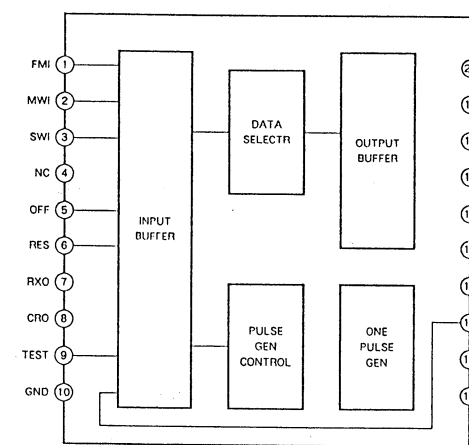 FMI 1
MWI 2
SWI 3
NC 4
OFF 5
RES 6
RXO 7
CRO 8
TEST 9
GND 10
INPUT
BUFFER
DATA
SELECTR
OUTPUT
BUFFER
PULSE
GEN
CONTROL
ONE
PULSE
GEN